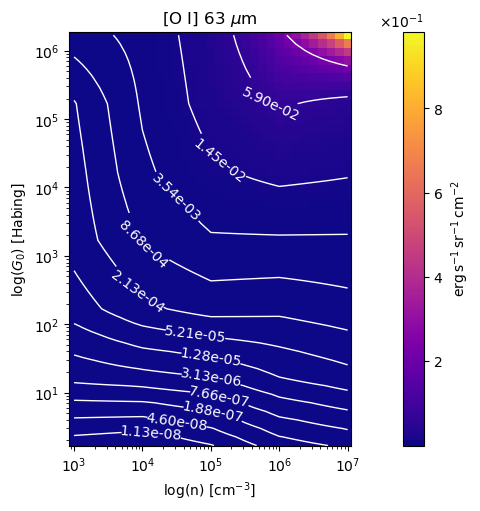 [O I] 63 μm
×10⁻¹
10⁶
10⁵
10⁴
10³
10²
10¹
log(G₀) [Habing]
5.90e-02
1.45e-02
3.54e-03
8.68e-04
2.13e-04
5.21e-05
1.28e-05
3.13e-06
7.66e-07
1.88e-07
4.60e-08
1.13e-08
10³ 10⁴ 10⁵ 10⁶ 10⁷
log(n) [cm⁻³]
8
6
4
2
erg s⁻¹ sr⁻¹ cm⁻²